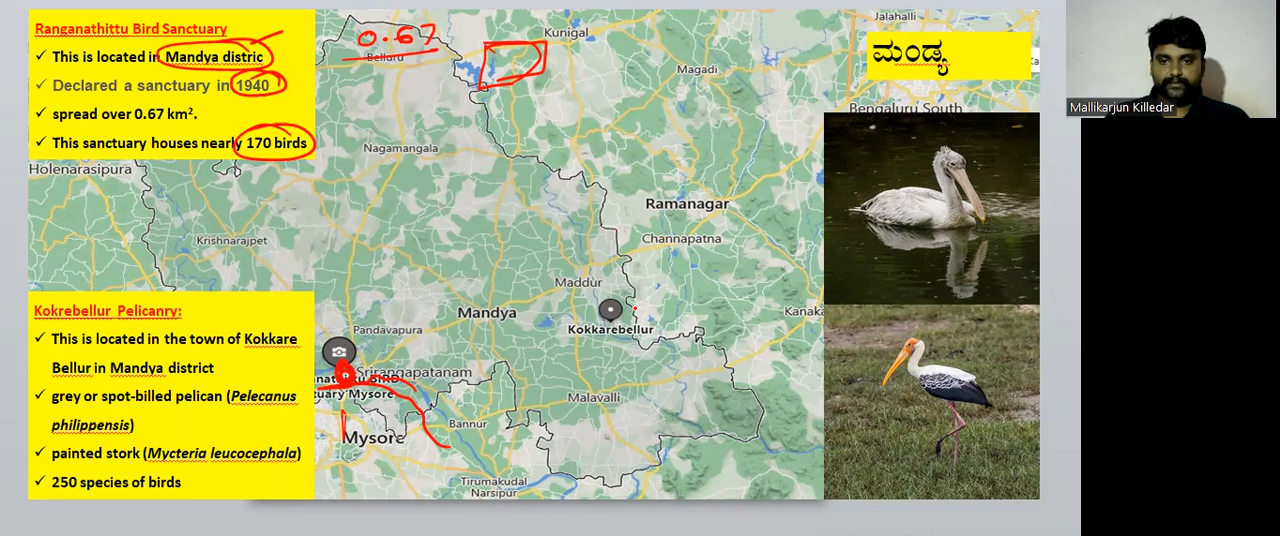 Ranganathittu Bird Sanctuary
✓ This is located in Mandya distric
✓ Declared a sanctuary in 1940
✓ spread over 0.67 km².
✓ This sanctuary houses nearly 170 birds
0.67
Belluru
Kunigal
Jalahalli
ಮಂಡ್ಯ
Magadi
Bengaluru South
Mallikarjun Killedar
Nagamangala
Holenarasipura
Ramanagar
Krishnarajpet
Channapatna
Maddur
Mandya
Kokkarebellur
Kanaka
Kokrebellur Pelicanry:
✓ This is located in the town of Kokkare
Bellur in Mandya district
✓ grey or spot-billed pelican (Pelecanus
philippensis)
✓ painted stork (Mycteria leucocephala)
✓ 250 species of birds
Pandavapura
Srirangapatanam
tuary Mysore
Malavalli
Bannur
Mysore
Tirumakudal
Narsipur